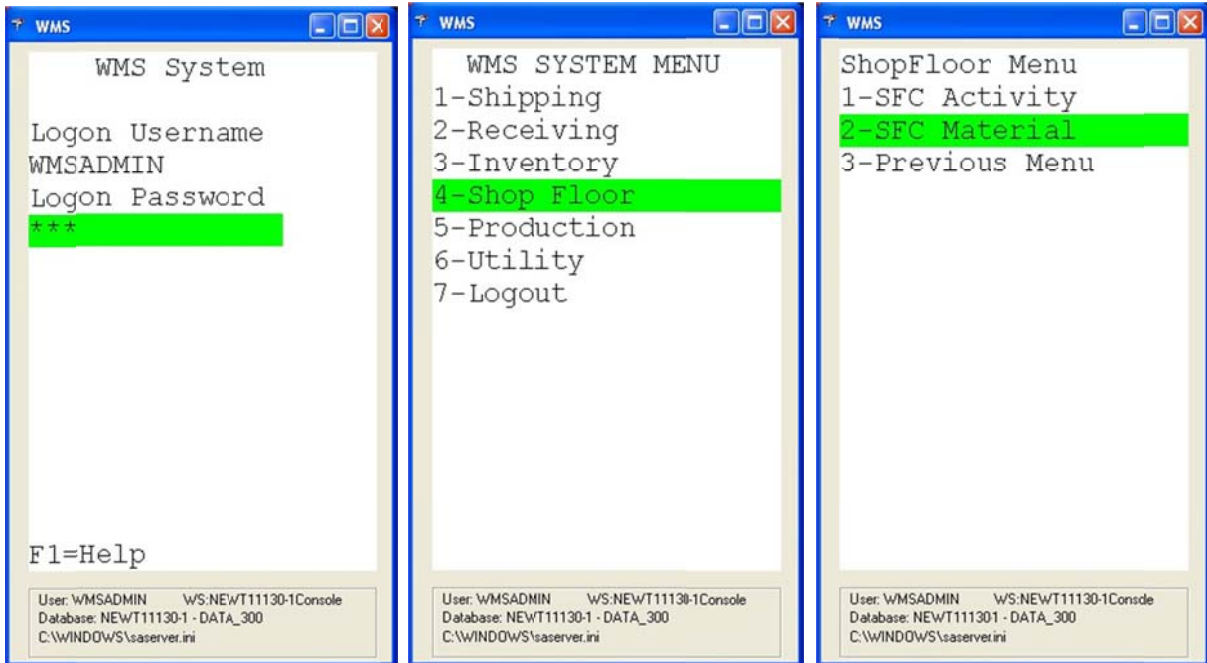 WMS
WMS System
Logon Username
WMSADMIN
Logon Password
***
F1=Help
User: WMSADMIN WS:NEWT11130-1Console
Database: NEWT11130-1 - DATA_300
C:\WINDOWS\saserver.ini
WMS
WMS SYSTEM MENU
1-Shipping
2-Receiving
3-Inventory
4-Shop Floor
5-Production
6-Utility
7-Logout
User: WMSADMIN WS:NEWT11130-1Console
Database: NEWT11130-1 - DATA_300
C:\WINDOWS\saserver.ini
WMS
ShopFloor Menu
1-SFC Activity
2-SFC Material
3-Previous Menu
User: WMSADMIN WS:NEWT11130-1Console
Database: NEWT11130-1 - DATA_300
C:\WINDOWS\saserver.ini